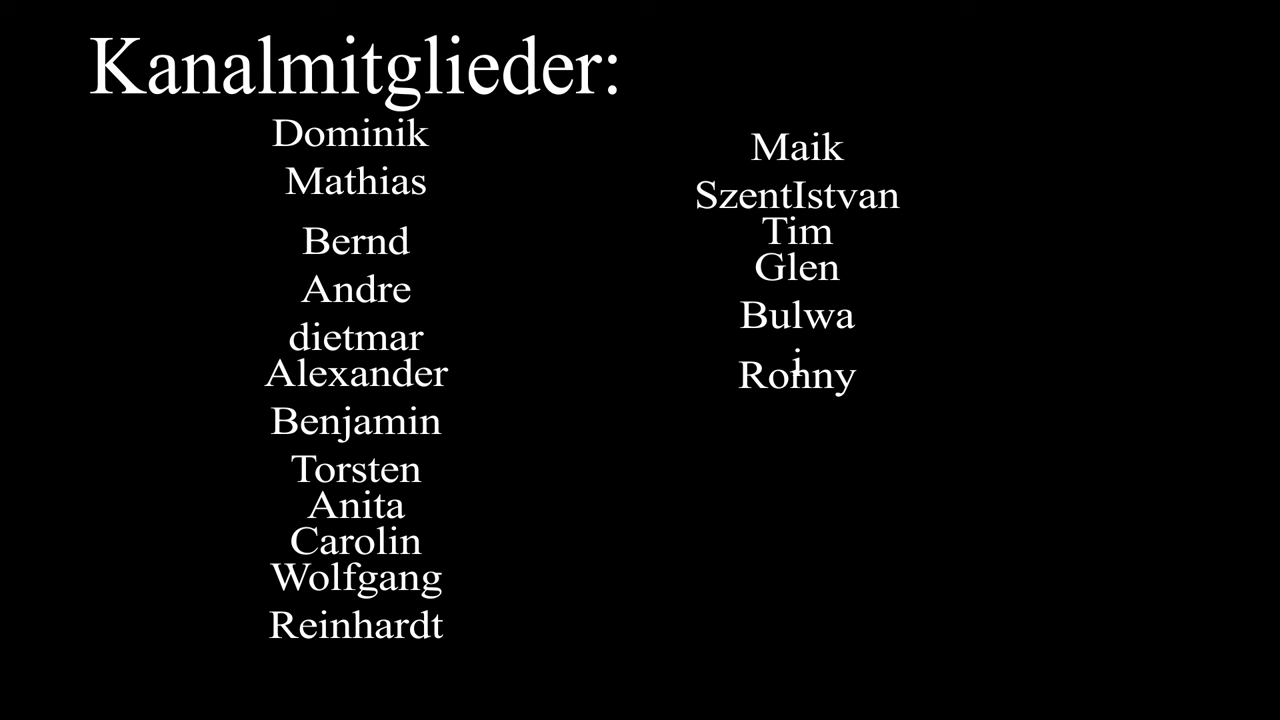 Kanalmitglieder:
Dominik
Mathias
Bernd
Andre
dietmar
Alexander
Benjamin
Torsten
Anita
Carolin
Wolfgang
Reinhardt
Maik
SzentIstvan
Tim
Glen
Bulwa
i
Ronny